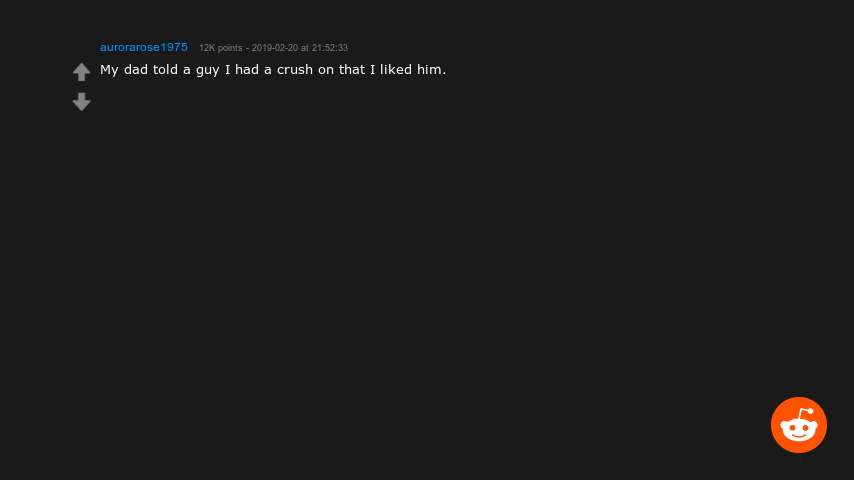 aurorarose1975 12K points - 2019-02-20 at 21:52:33
My dad told a guy I had a crush on that I liked him.